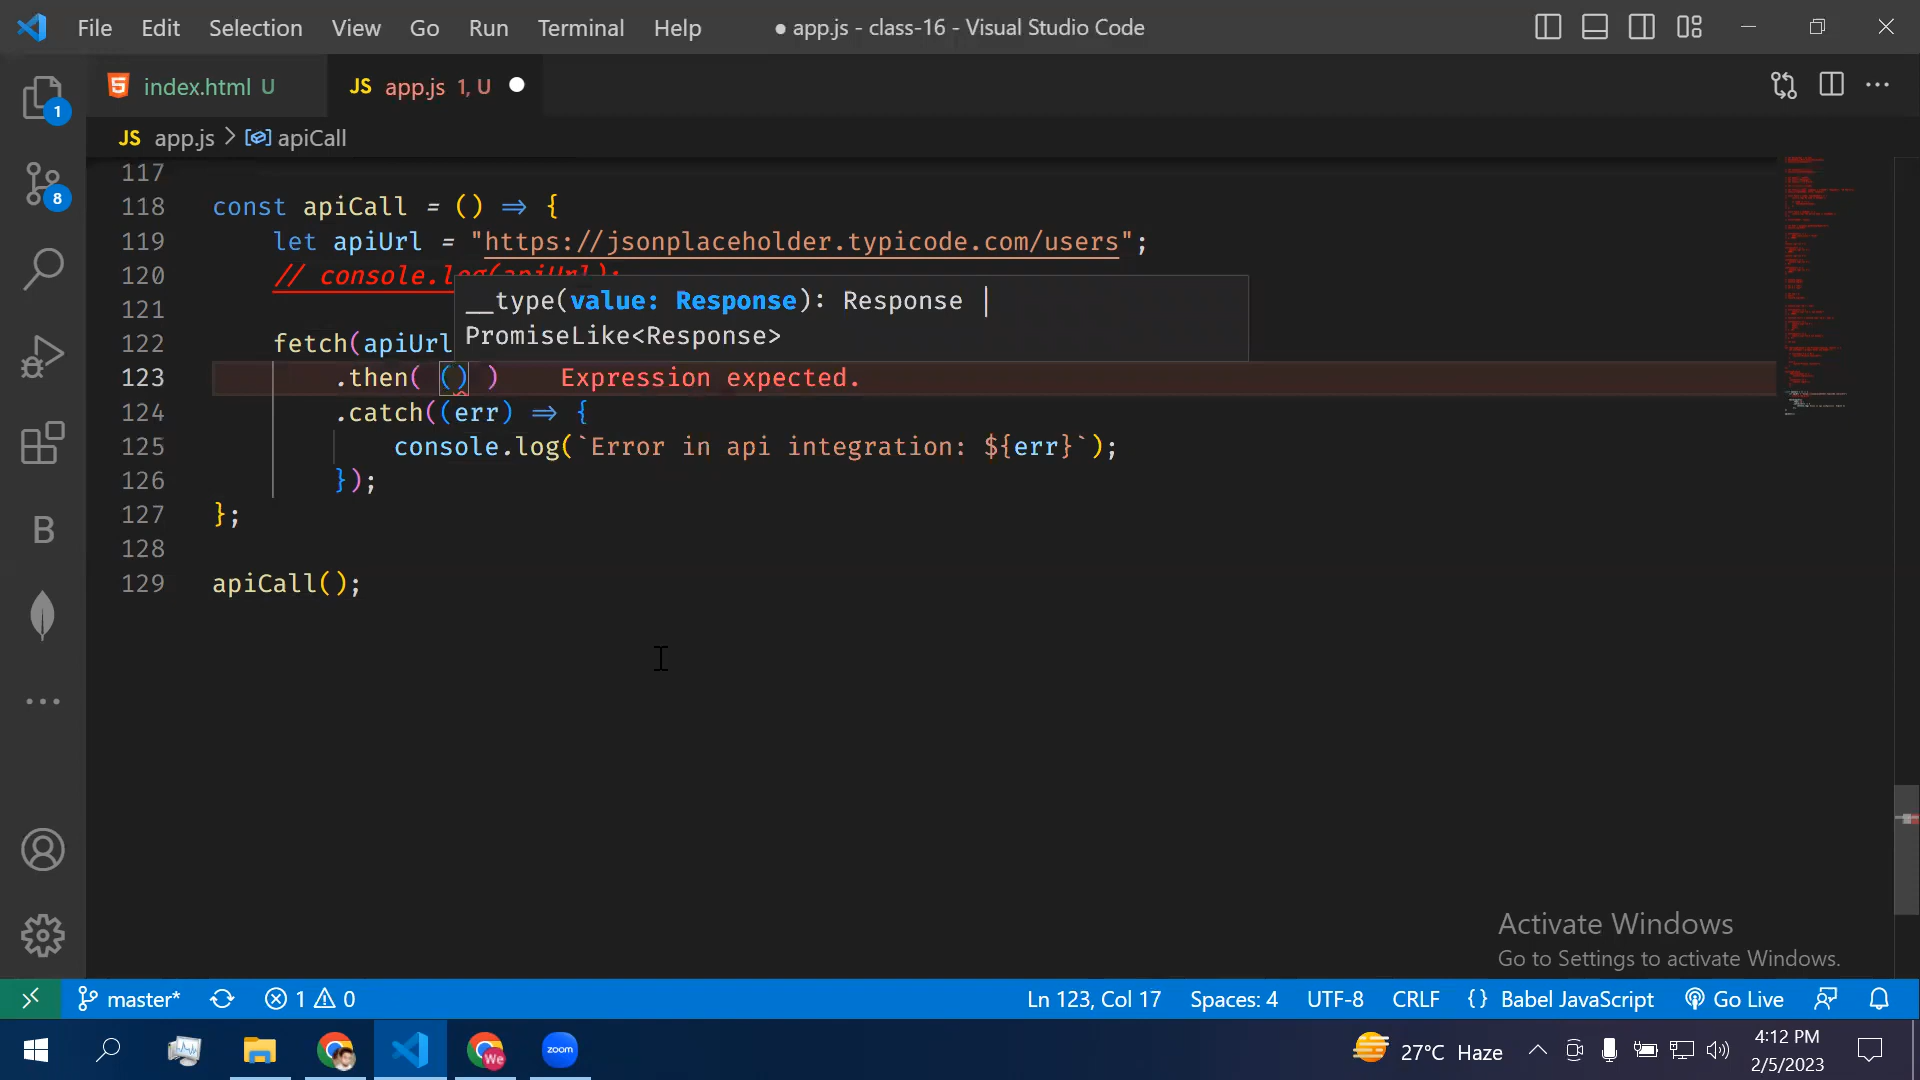 File Edit Selection View Go Run Terminal Help ● app.js - class-16 - Visual Studio Code
index.html U JS app.js 1, U
JS app.js > apiCall
117
118 const apiCall = () => {
119 let apiUrl = "https://jsonplaceholder.typicode.com/users";
120 // console.log(apiUrl);
121
__type(value: Response): Response |
PromiseLike<Response>
122 fetch(apiUrl
123 .then( () ) Expression expected.
124 .catch((err) => {
125 console.log(`Error in api integration: ${err}`);
126 });
127 };
128
129 apiCall();
1
8
B
Activate Windows
Go to Settings to activate Windows.
master* 1 0 Ln 123, Col 17 Spaces: 4 UTF-8 CRLF {} Babel JavaScript Go Live
We zoom 27°C Haze 4:12 PM
2/5/2023